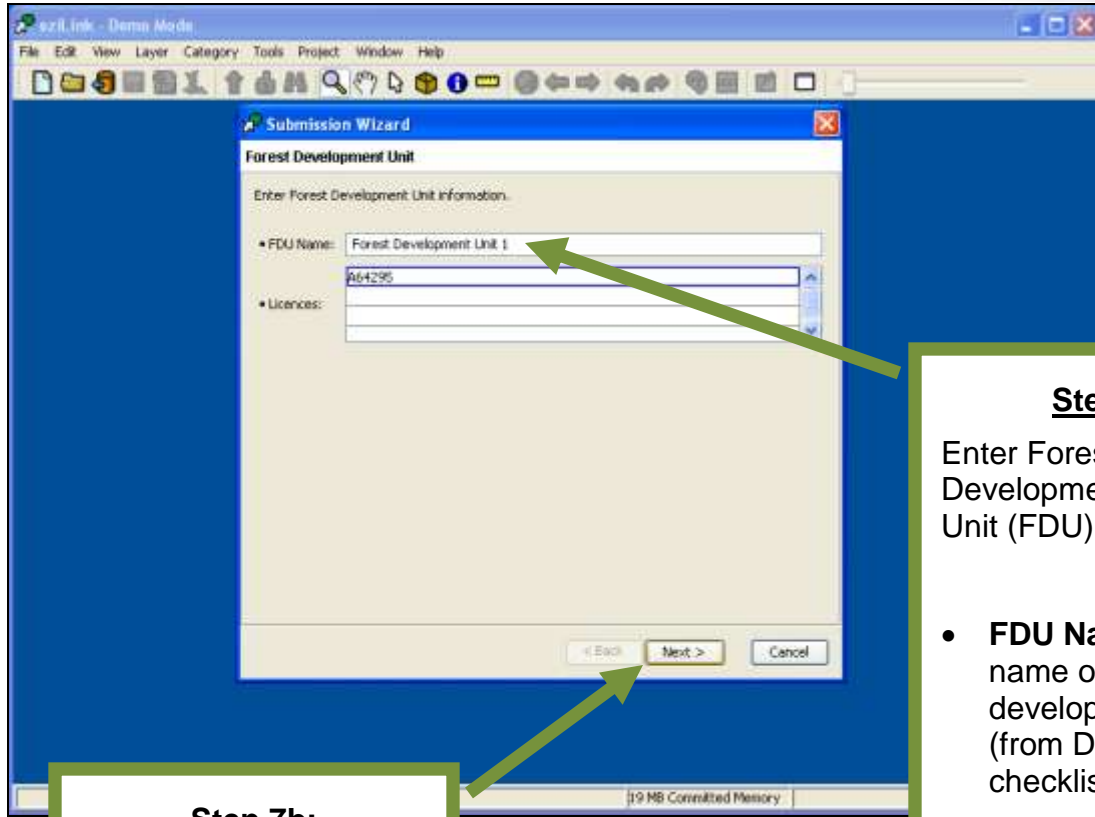 eziLink - Demo Mode
File Edit View Layer Category Tools Project Window Help
Submission Wizard
Forest Development Unit
Enter Forest Development Unit information.
• FDU Name: Forest Development Unit 1
A64295
• Licences:
< Back Next > Cancel
19 MB Committed Memory
Ste
Enter Fores
Developme
Unit (FDU)
• FDU Na
name o
develop
(from D
checklis
Step 7b: